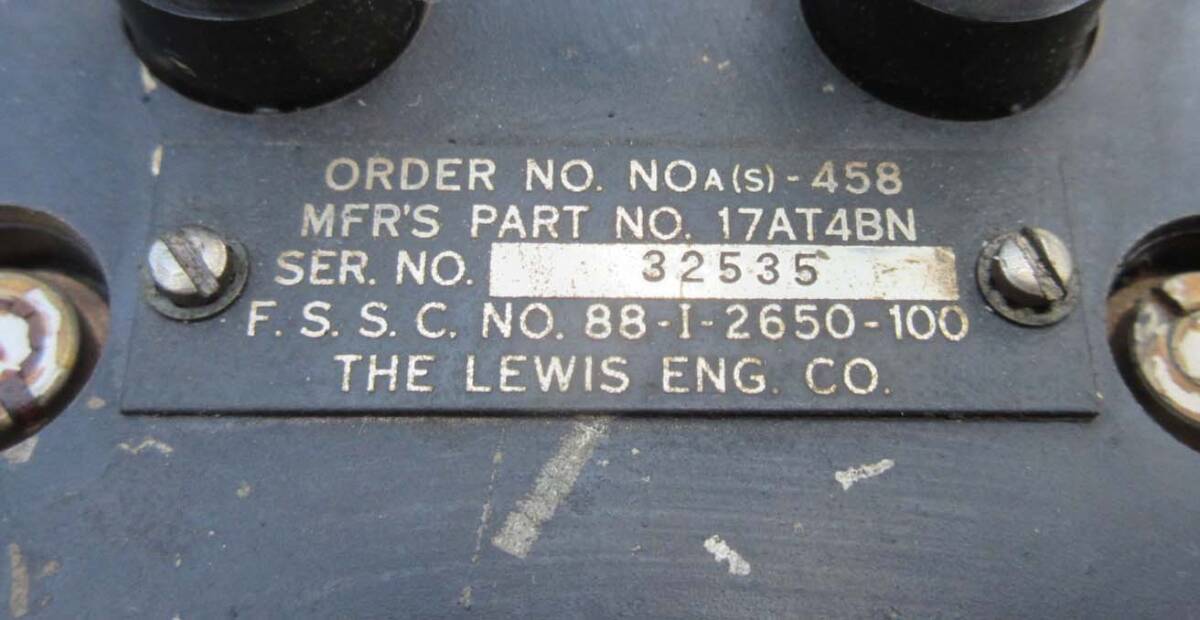 ORDER NO. NOA(S)-458
MFR'S PART NO. 17AT4BN
SER. NO. 32535
F. S. S. C. NO. 88-I-2650-100
THE LEWIS ENG. CO.